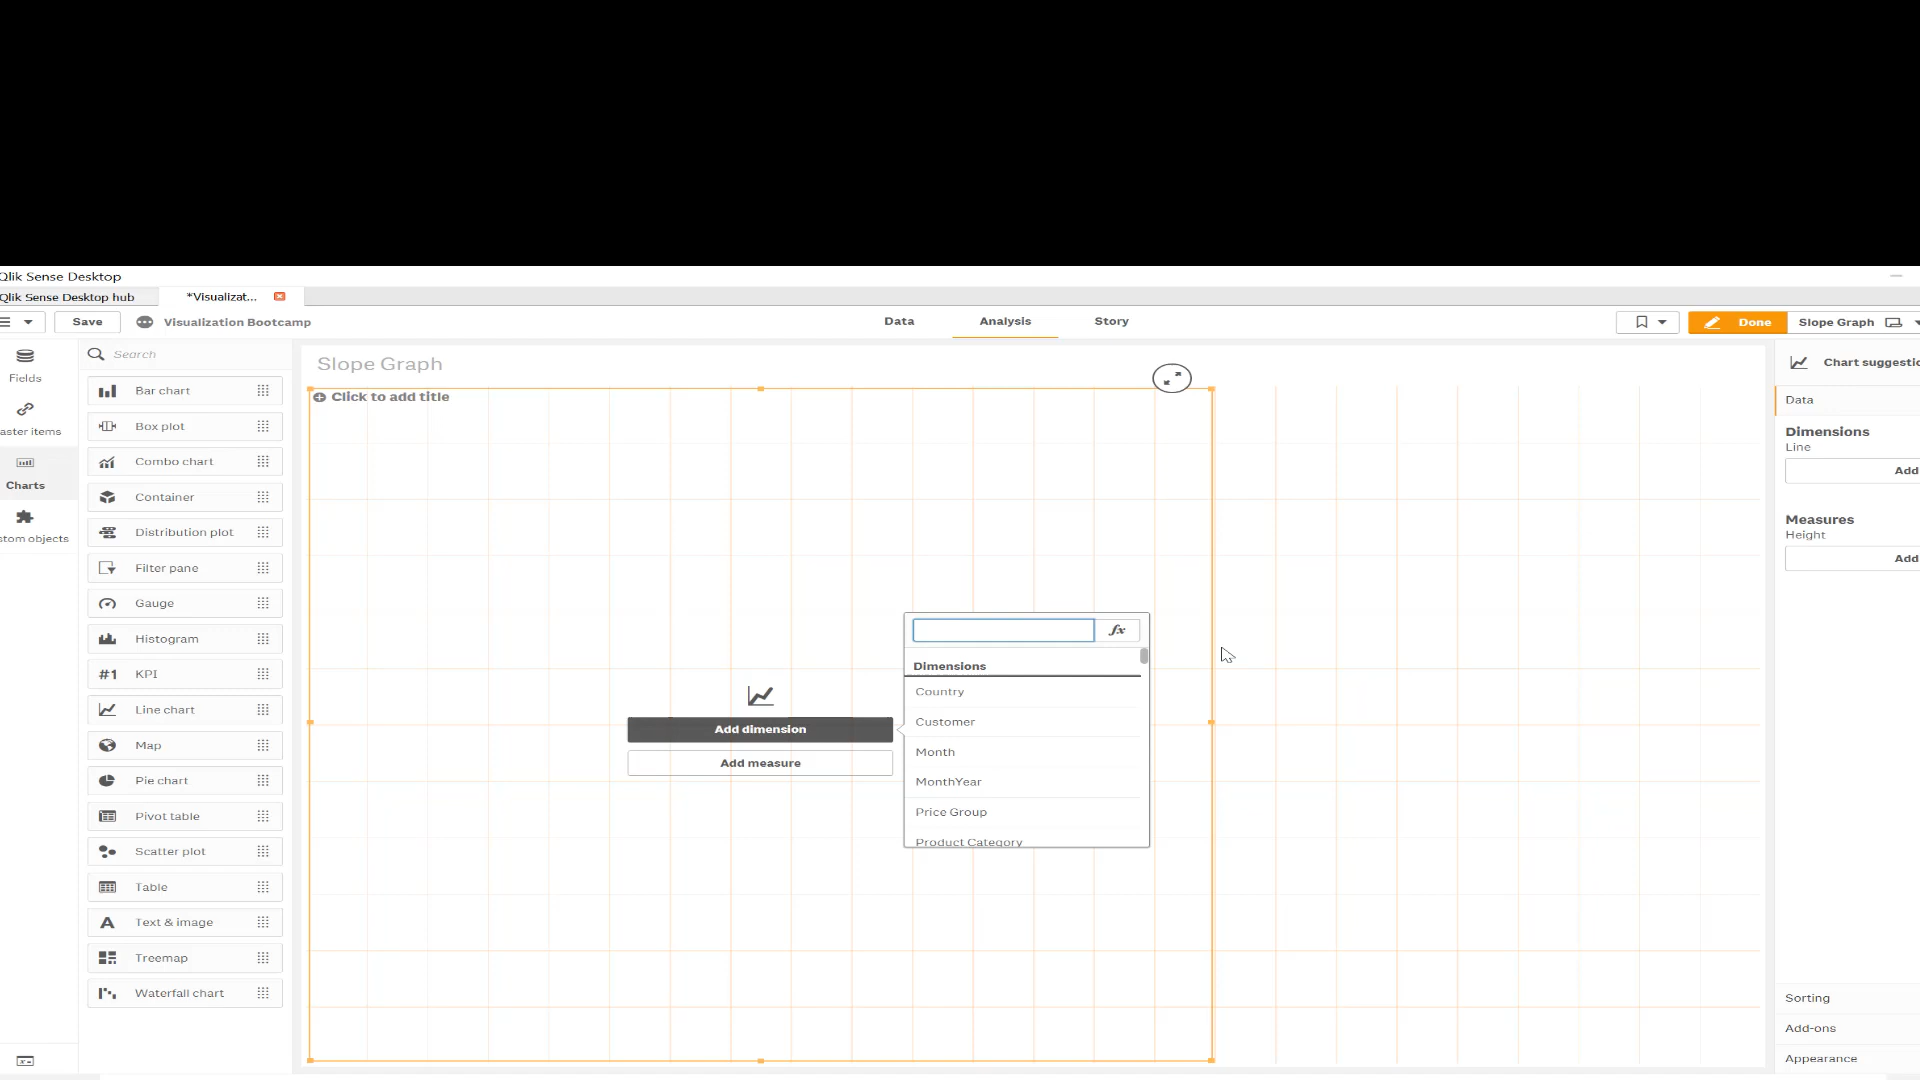 Qlik Sense Desktop
Qlik Sense Desktop hub
*Visualizat...
Save
Visualization Bootcamp
Data
Analysis
Story
Done
Slope Graph
Fields
aster items
Charts
stom objects
Search
Bar chart
Box plot
Combo chart
Container
Distribution plot
Filter pane
Gauge
Histogram
#1 KPI
Line chart
Map
Pie chart
Pivot table
Scatter plot
Table
A Text & image
Treemap
Waterfall chart
Slope Graph
Click to add title
Add dimension
Add measure
fx
Dimensions
Country
Customer
Month
MonthYear
Price Group
Product Category
Chart suggestio
Data
Dimensions
Line
Add
Measures
Height
Add
Sorting
Add-ons
Appearance